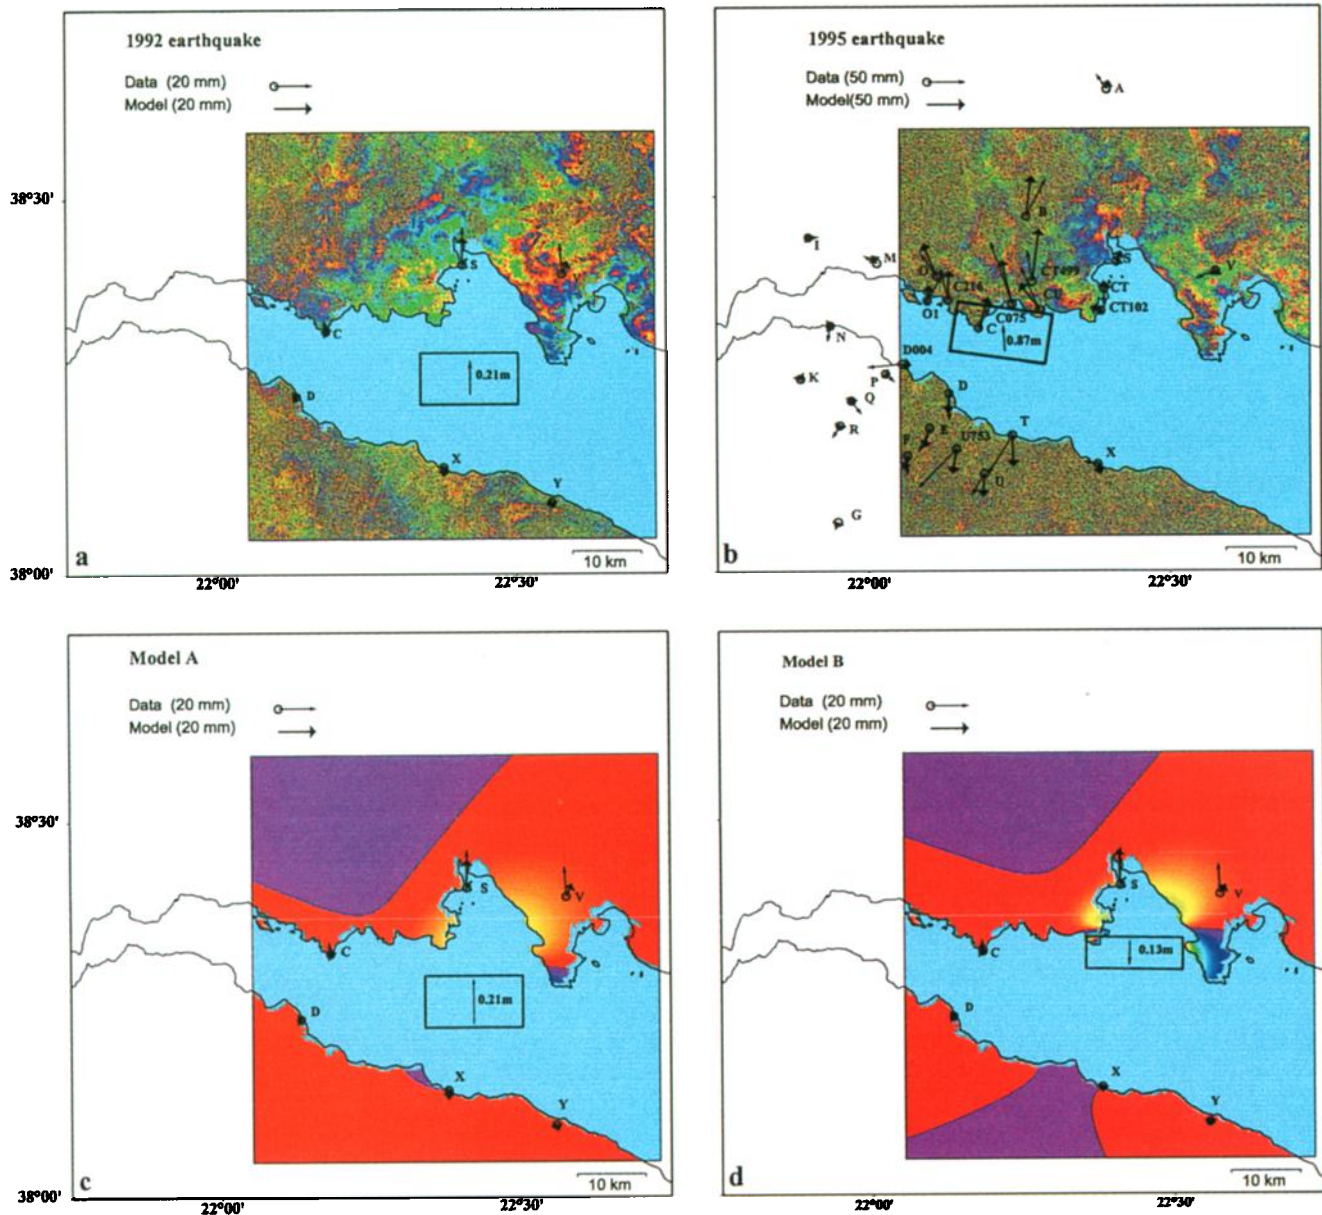 1992 earthquake
Data (20 mm)
Model (20 mm)
38°30'
S
V
C
0.21m
D
X
Y
a
10 km
38°00'
22°00'
22°30'
1995 earthquake
Data (50 mm)
Model(50 mm)
A
B
I
M
S
V
CT499
C216
CT
CT102
O1
C
C075
0.87m
N
D004
K
P
D
Q
R
E
T
F
U753
X
U
G
b
10 km
22°00'
22°30'
Model A
Data (20 mm)
Model (20 mm)
38°30'
S
V
C
0.21m
D
X
Y
c
10 km
38°00'
22°00'
22°30'
Model B
Data (20 mm)
Model (20 mm)
S
V
C
0.13m
D
X
Y
d
10 km
22°00'
22°30'